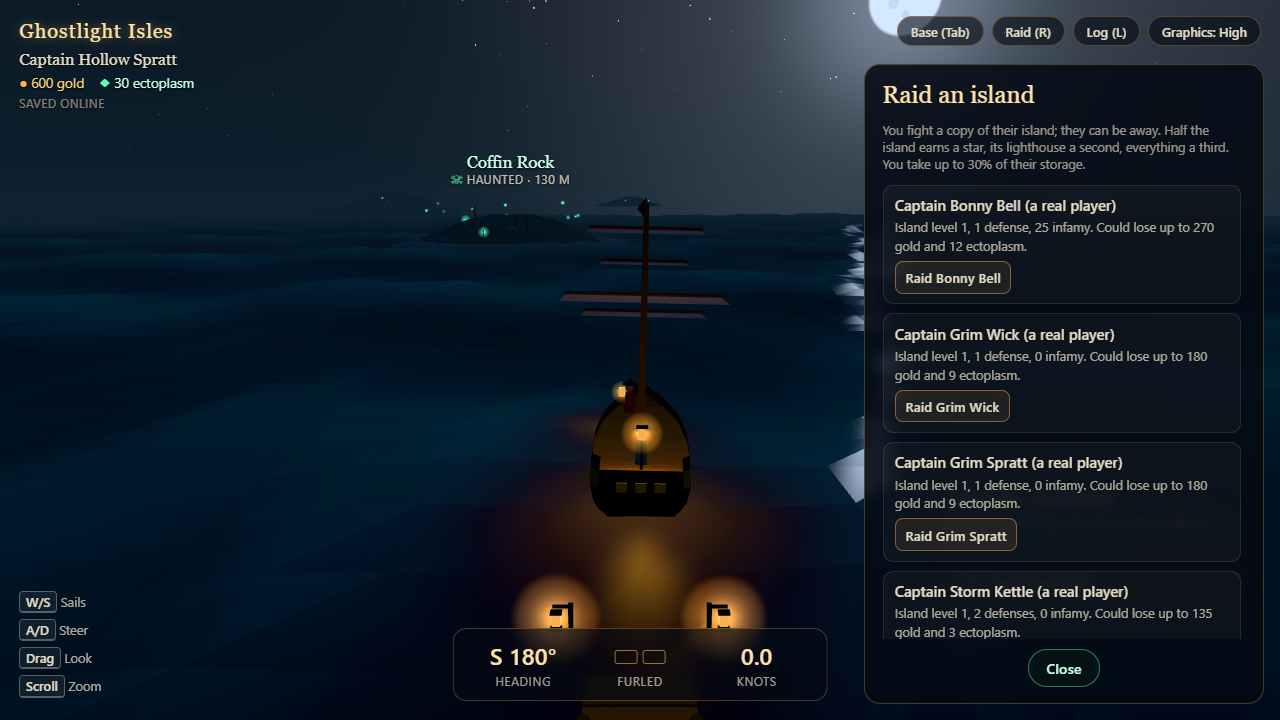 Ghostlight Isles
Captain Hollow Spratt
600 gold 30 ectoplasm
SAVED ONLINE
Base (Tab)
Raid (R)
Log (L)
Graphics: High
Coffin Rock
HAUNTED · 130 M
Raid an island
You fight a copy of their island; they can be away. Half the
island earns a star, its lighthouse a second, everything a third.
You take up to 30% of their storage.
Captain Bonny Bell (a real player)
Island level 1, 1 defense, 25 infamy. Could lose up to 270
gold and 12 ectoplasm.
Raid Bonny Bell
Captain Grim Wick (a real player)
Island level 1, 1 defense, 0 infamy. Could lose up to 180
gold and 9 ectoplasm.
Raid Grim Wick
Captain Grim Spratt (a real player)
Island level 1, 1 defense, 0 infamy. Could lose up to 180
gold and 9 ectoplasm.
Raid Grim Spratt
Captain Storm Kettle (a real player)
Island level 1, 2 defenses, 0 infamy. Could lose up to 135
gold and 3 ectoplasm.
Close
W/S Sails
A/D Steer
Drag Look
Scroll Zoom
S 180°
HEADING
FURLED
0.0
KNOTS